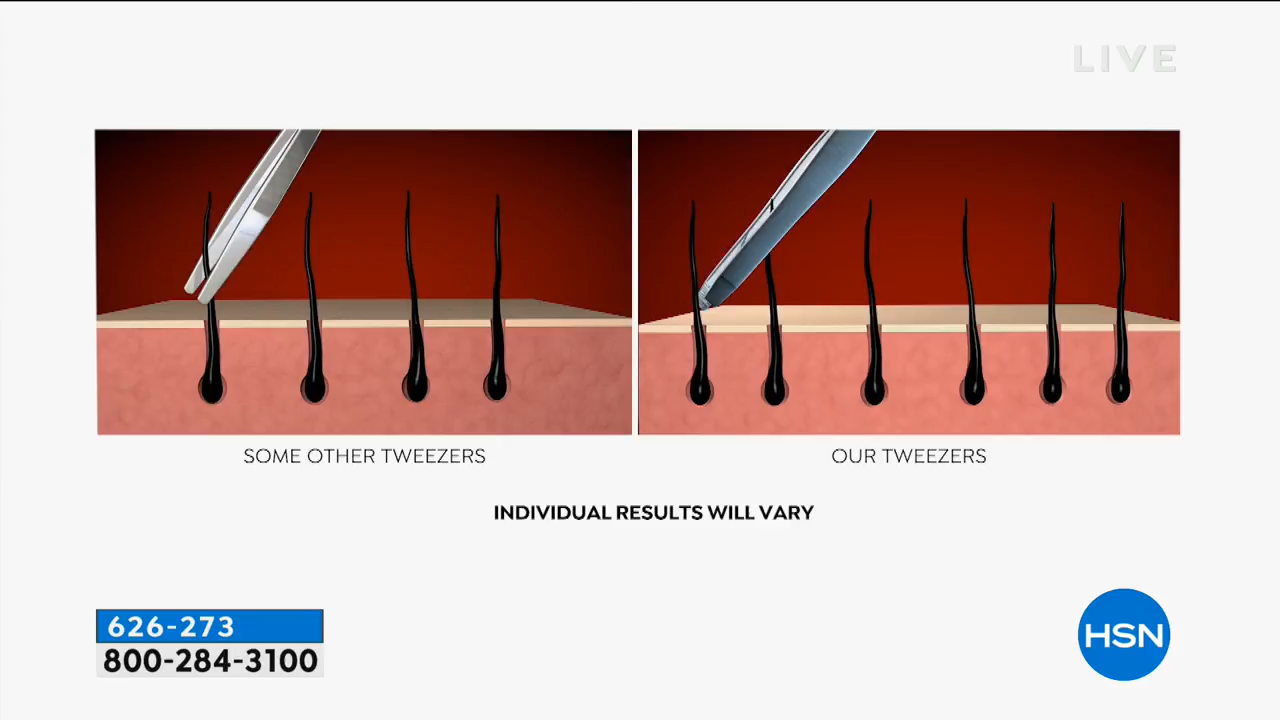 LIVE
SOME OTHER TWEEZERS
OUR TWEEZERS
INDIVIDUAL RESULTS WILL VARY
626-273
800-284-3100
HSN